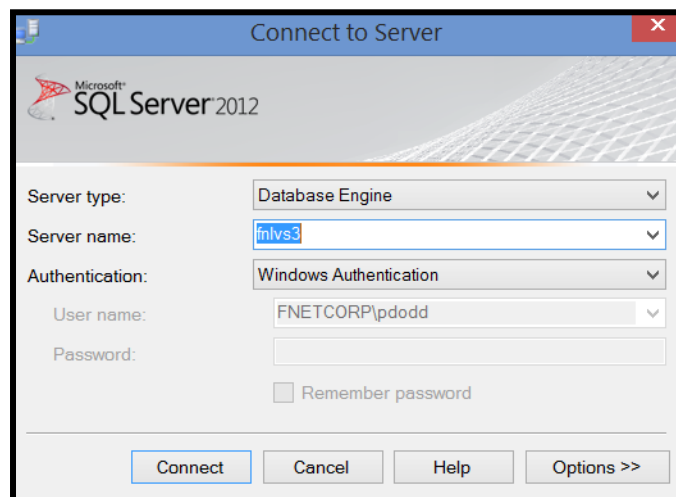 Connect to Server
Microsoft®
SQL Server 2012
Server type: Database Engine
Server name: fnlvs3
Authentication: Windows Authentication
User name: FNETCORP\pdodd
Password:
Remember password
Connect Cancel Help Options >>